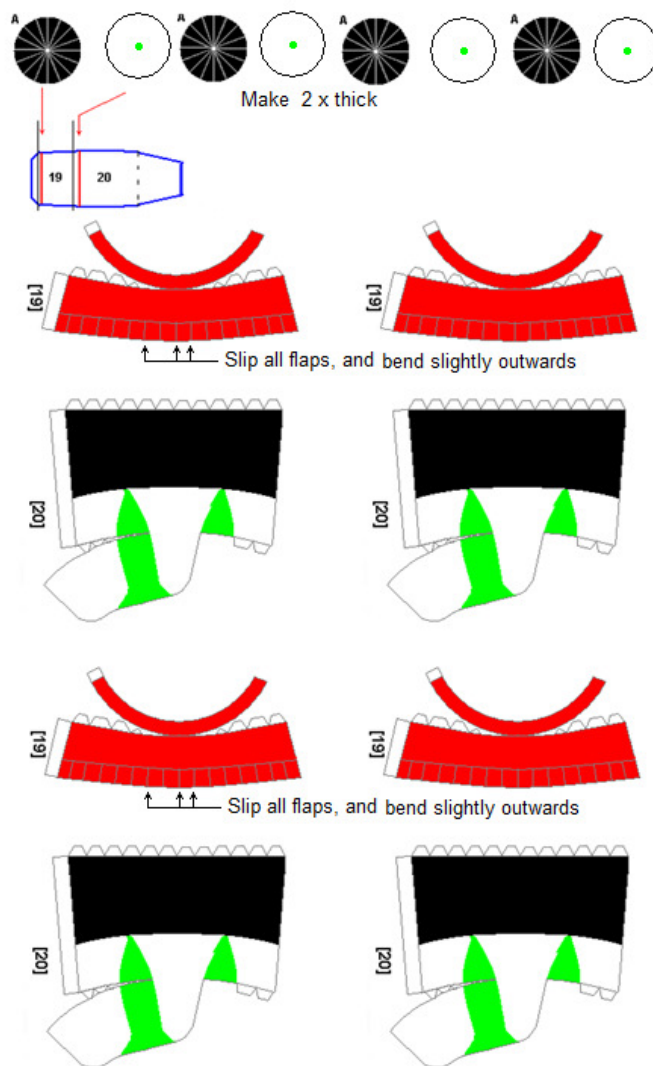 A A A A
Make 2 x thick
19 20
[19] [19]
Slip all flaps, and bend slightly outwards
[20] [20]
[19] [19]
Slip all flaps, and bend slightly outwards
[20] [20]